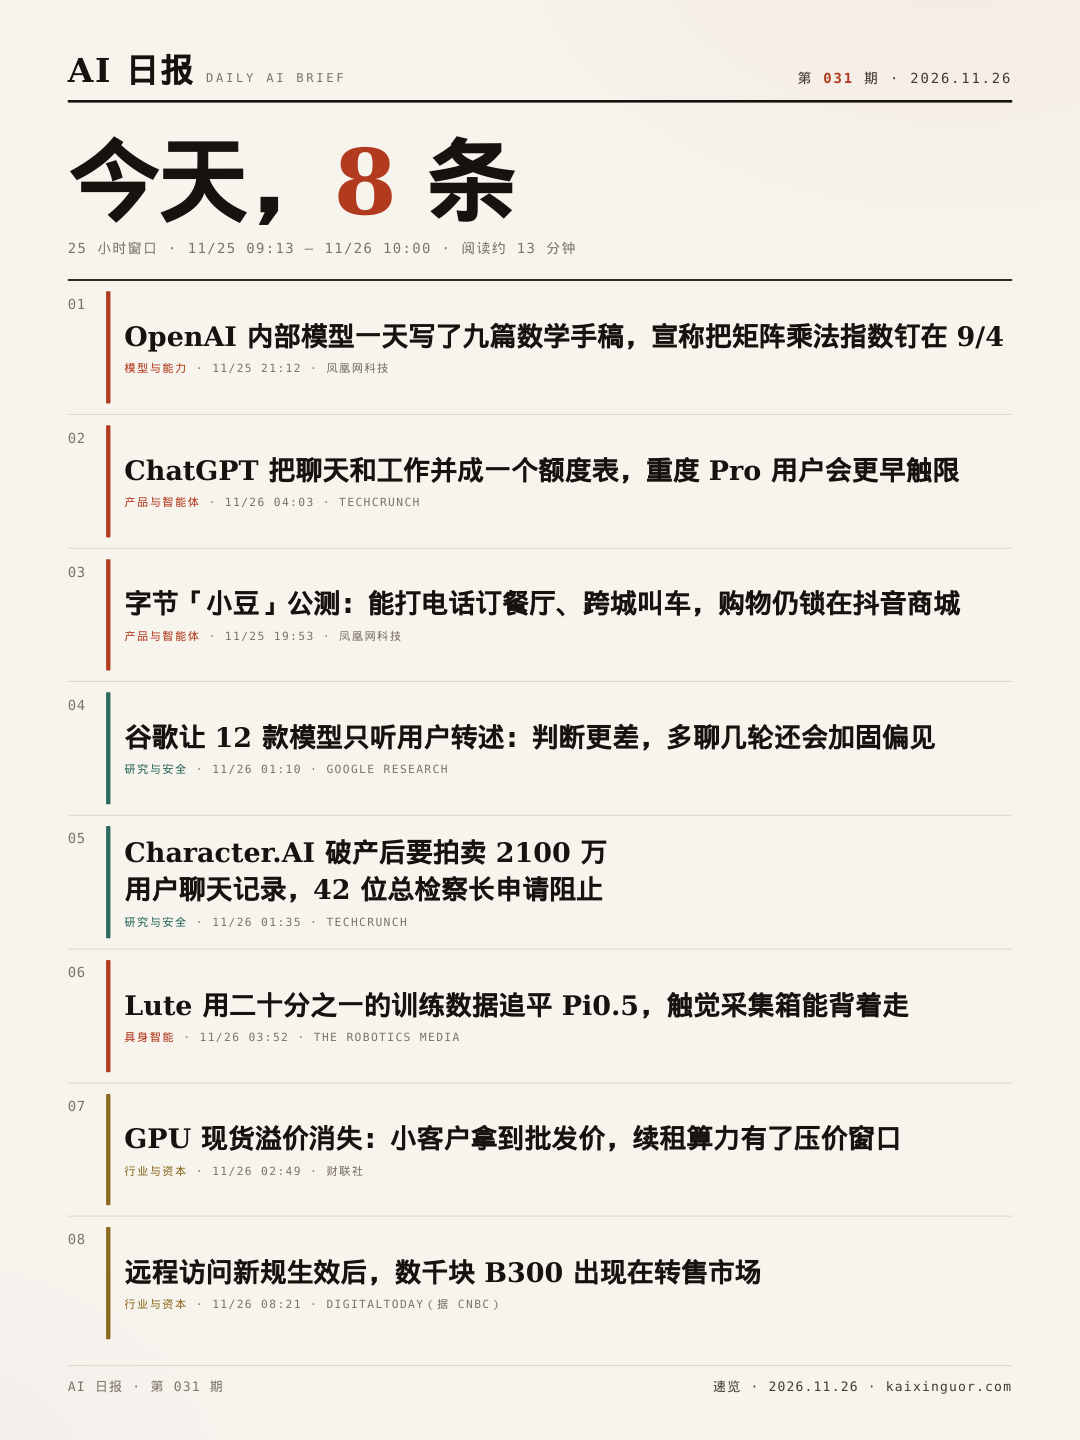 AI 日报 DAILY AI BRIEF
第 031 期 · 2026.11.26
今天，8 条
25 小时窗口 · 11/25 09:13 — 11/26 10:00 · 阅读约 13 分钟
01
OpenAI 内部模型一天写了九篇数学手稿，宣称把矩阵乘法指数钉在 9/4
模型与能力 · 11/25 21:12 · 凤凰网科技
02
ChatGPT 把聊天和工作并成一个额度表，重度 Pro 用户会更早触限
产品与智能体 · 11/26 04:03 · TECHCRUNCH
03
字节「小豆」公测：能打电话订餐厅、跨城叫车，购物仍锁在抖音商城
产品与智能体 · 11/25 19:53 · 凤凰网科技
04
谷歌让 12 款模型只听用户转述：判断更差，多聊几轮还会加固偏见
研究与安全 · 11/26 01:10 · GOOGLE RESEARCH
05
Character.AI 破产后要拍卖 2100 万
用户聊天记录，42 位总检察长申请阻止
研究与安全 · 11/26 01:35 · TECHCRUNCH
06
Lute 用二十分之一的训练数据追平 Pi0.5，触觉采集箱能背着走
具身智能 · 11/26 03:52 · THE ROBOTICS MEDIA
07
GPU 现货溢价消失：小客户拿到批发价，续租算力有了压价窗口
行业与资本 · 11/26 02:49 · 财联社
08
远程访问新规生效后，数千块 B300 出现在转售市场
行业与资本 · 11/26 08:21 · DIGITALTODAY（据 CNBC）
AI 日报 · 第 031 期
速览 · 2026.11.26 · kaixinguor.com